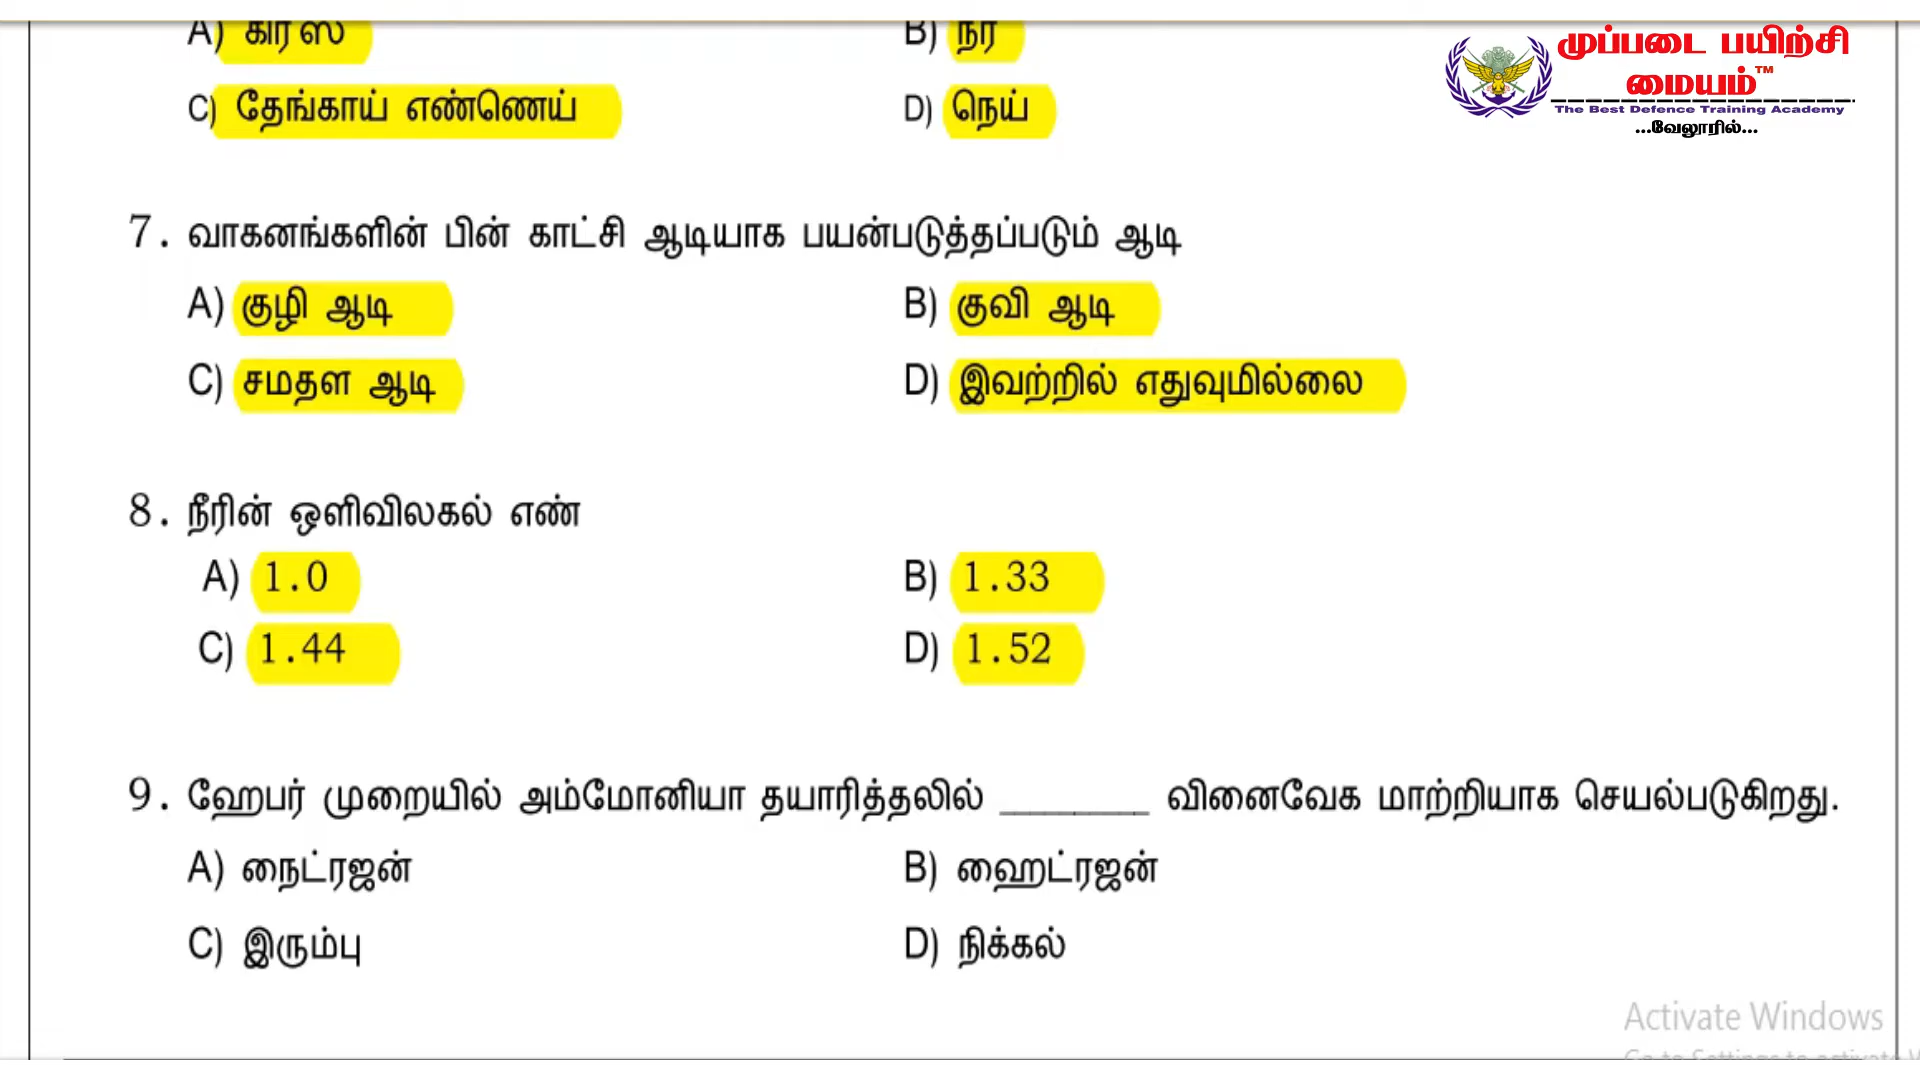 A) கிரீஸ் B) நீர்
முப்படை பயிற்சி
மையம்™
The Best Defence Training Academy
...வேலூரில்...
C) தேங்காய் எண்ணெய் D) நெய்
7. வாகனங்களின் பின் காட்சி ஆடியாக பயன்படுத்தப்படும் ஆடி
A) குழி ஆடி B) குவி ஆடி
C) சமதள ஆடி D) இவற்றில் எதுவுமில்லை
8. நீரின் ஒளிவிலகல் எண்
A) 1.0 B) 1.33
C) 1.44 D) 1.52
9. ஹேபர் முறையில் அம்மோனியா தயாரித்தலில் ________ வினைவேக மாற்றியாக செயல்படுகிறது.
A) நைட்ரஜன் B) ஹைட்ரஜன்
C) இரும்பு D) நிக்கல்
Activate Windows